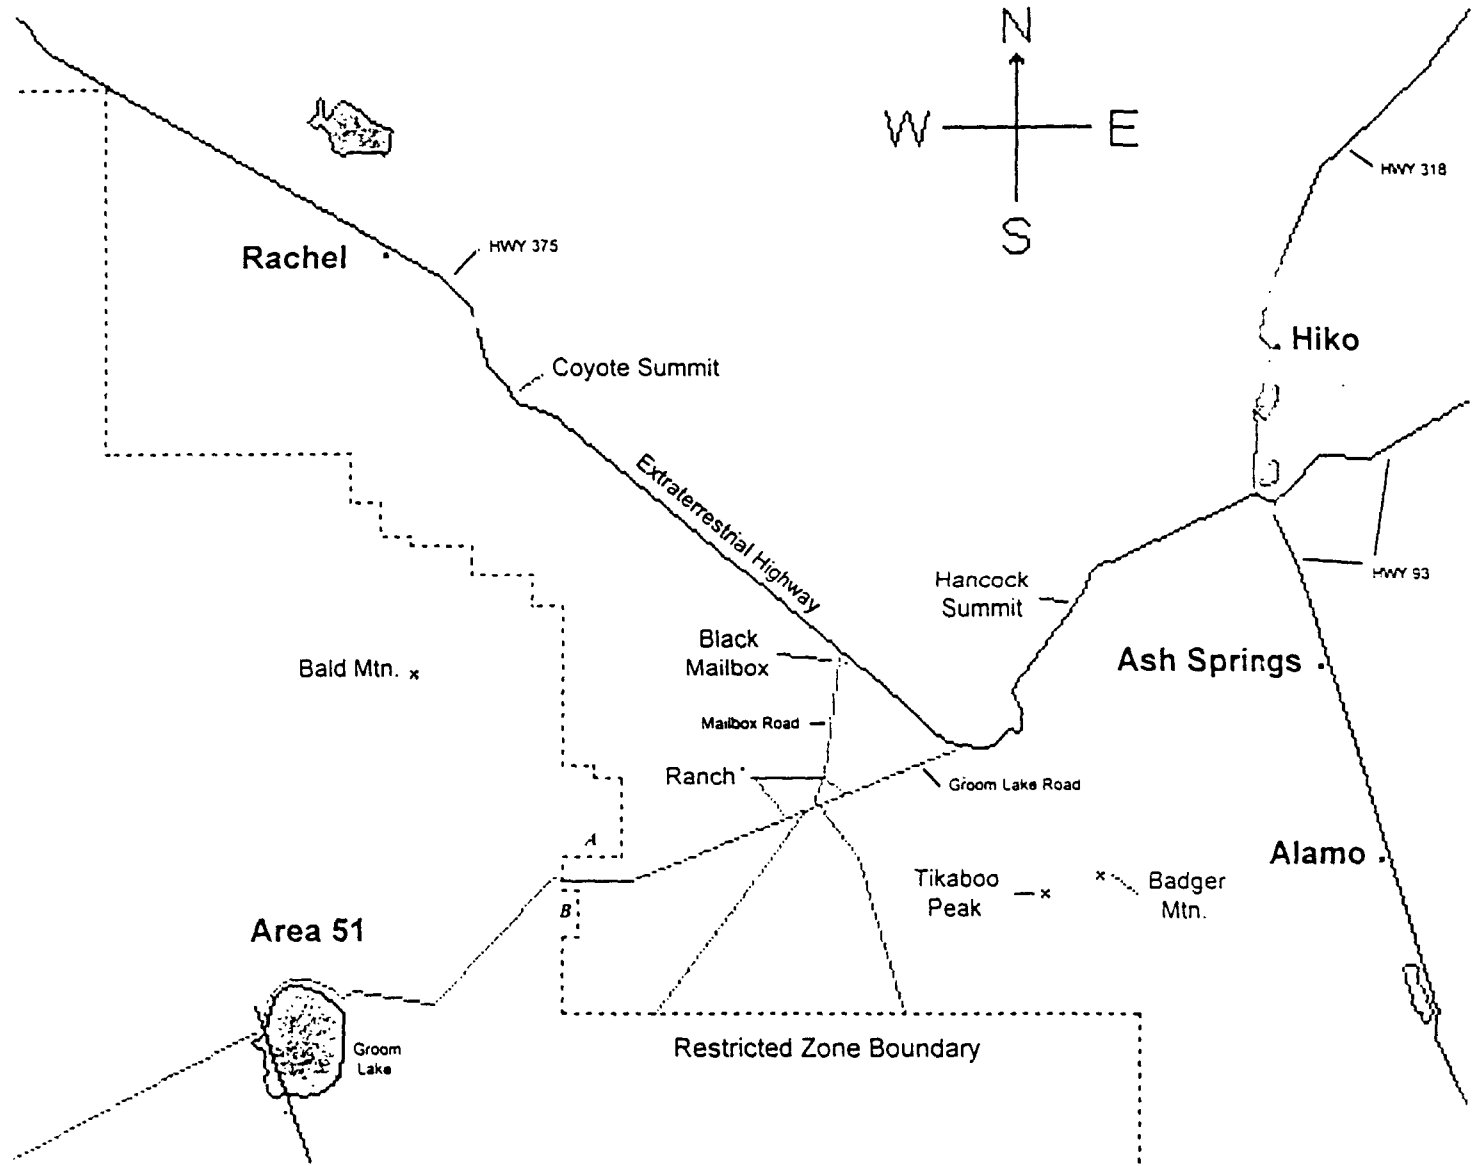 N
W E
S
HWY 318
Rachel
HWY 375
Hiko
Coyote Summit
Extraterrestrial Highway
Hancock
Summit
HWY 93
Black
Mailbox
Ash Springs
Bald Mtn.
Mailbox Road
Ranch
Groom Lake Road
A
Alamo
Tikaboo
Peak
Badger
Mtn.
B
Area 51
Groom
Lake
Restricted Zone Boundary